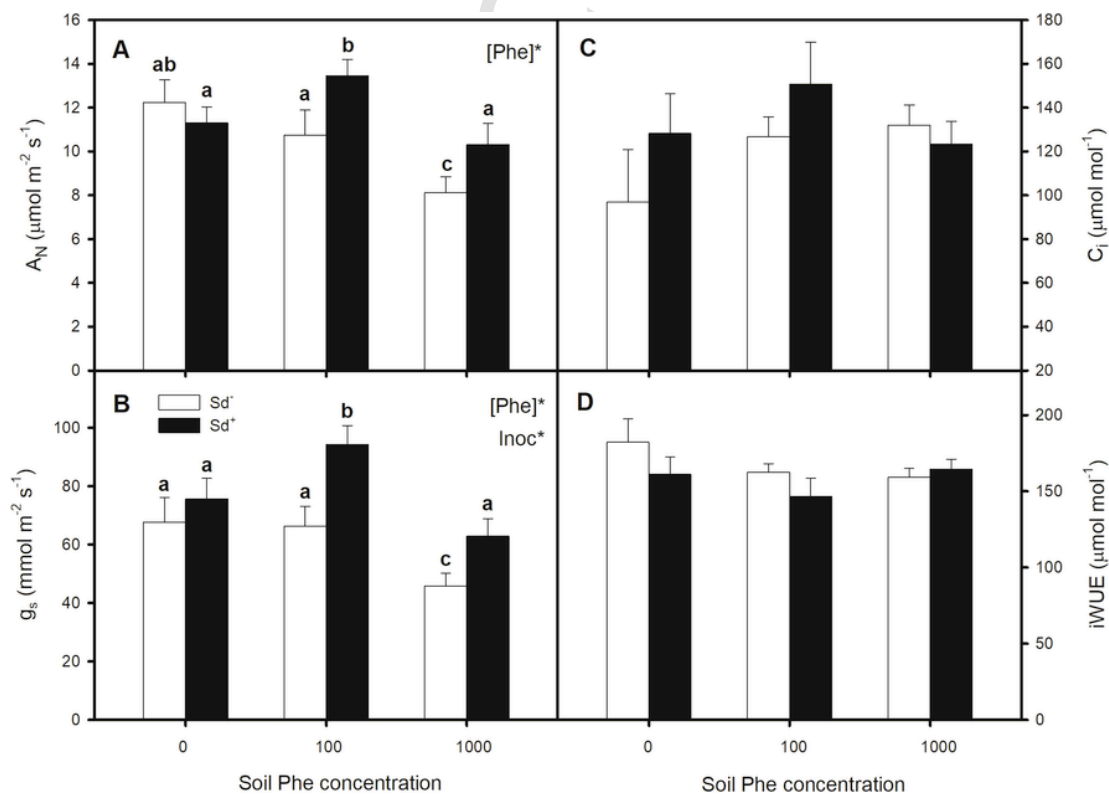 A
[Phe]*
ab
a
a
b
c
a
16
14
12
10
8
6
4
2
0
A_N (µmol m⁻² s⁻¹)
C
180
160
140
120
100
80
60
40
20
C_i (µmol mol⁻¹)
B
Sd⁻
Sd⁺
[Phe]*
Inoc*
a
a
a
b
c
a
100
80
60
40
20
0
g_s (mmol m⁻² s⁻¹)
0
100
1000
Soil Phe concentration
D
200
150
100
50
0
iWUE (µmol mol⁻¹)
0
100
1000
Soil Phe concentration